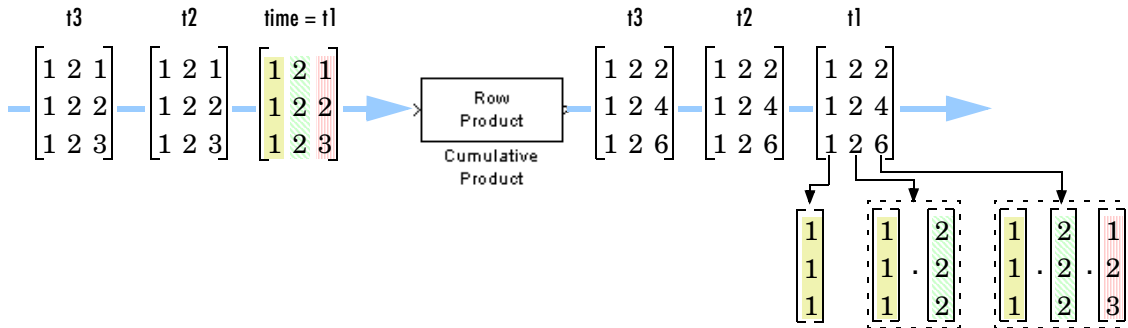 t3 t2 time = t1 t3 t2 t1
1 2 1 1 2 1 1 2 1 1 2 2 1 2 2 1 2 2
1 2 2 1 2 2 1 2 2 Row 1 2 4 1 2 4 1 2 4
Product
1 2 3 1 2 3 1 2 3 1 2 6 1 2 6 1 2 6
Cumulative
Product
1 1 2 1 2 1
1 1 . 2 1 . 2 . 2
1 1 2 1 2 3